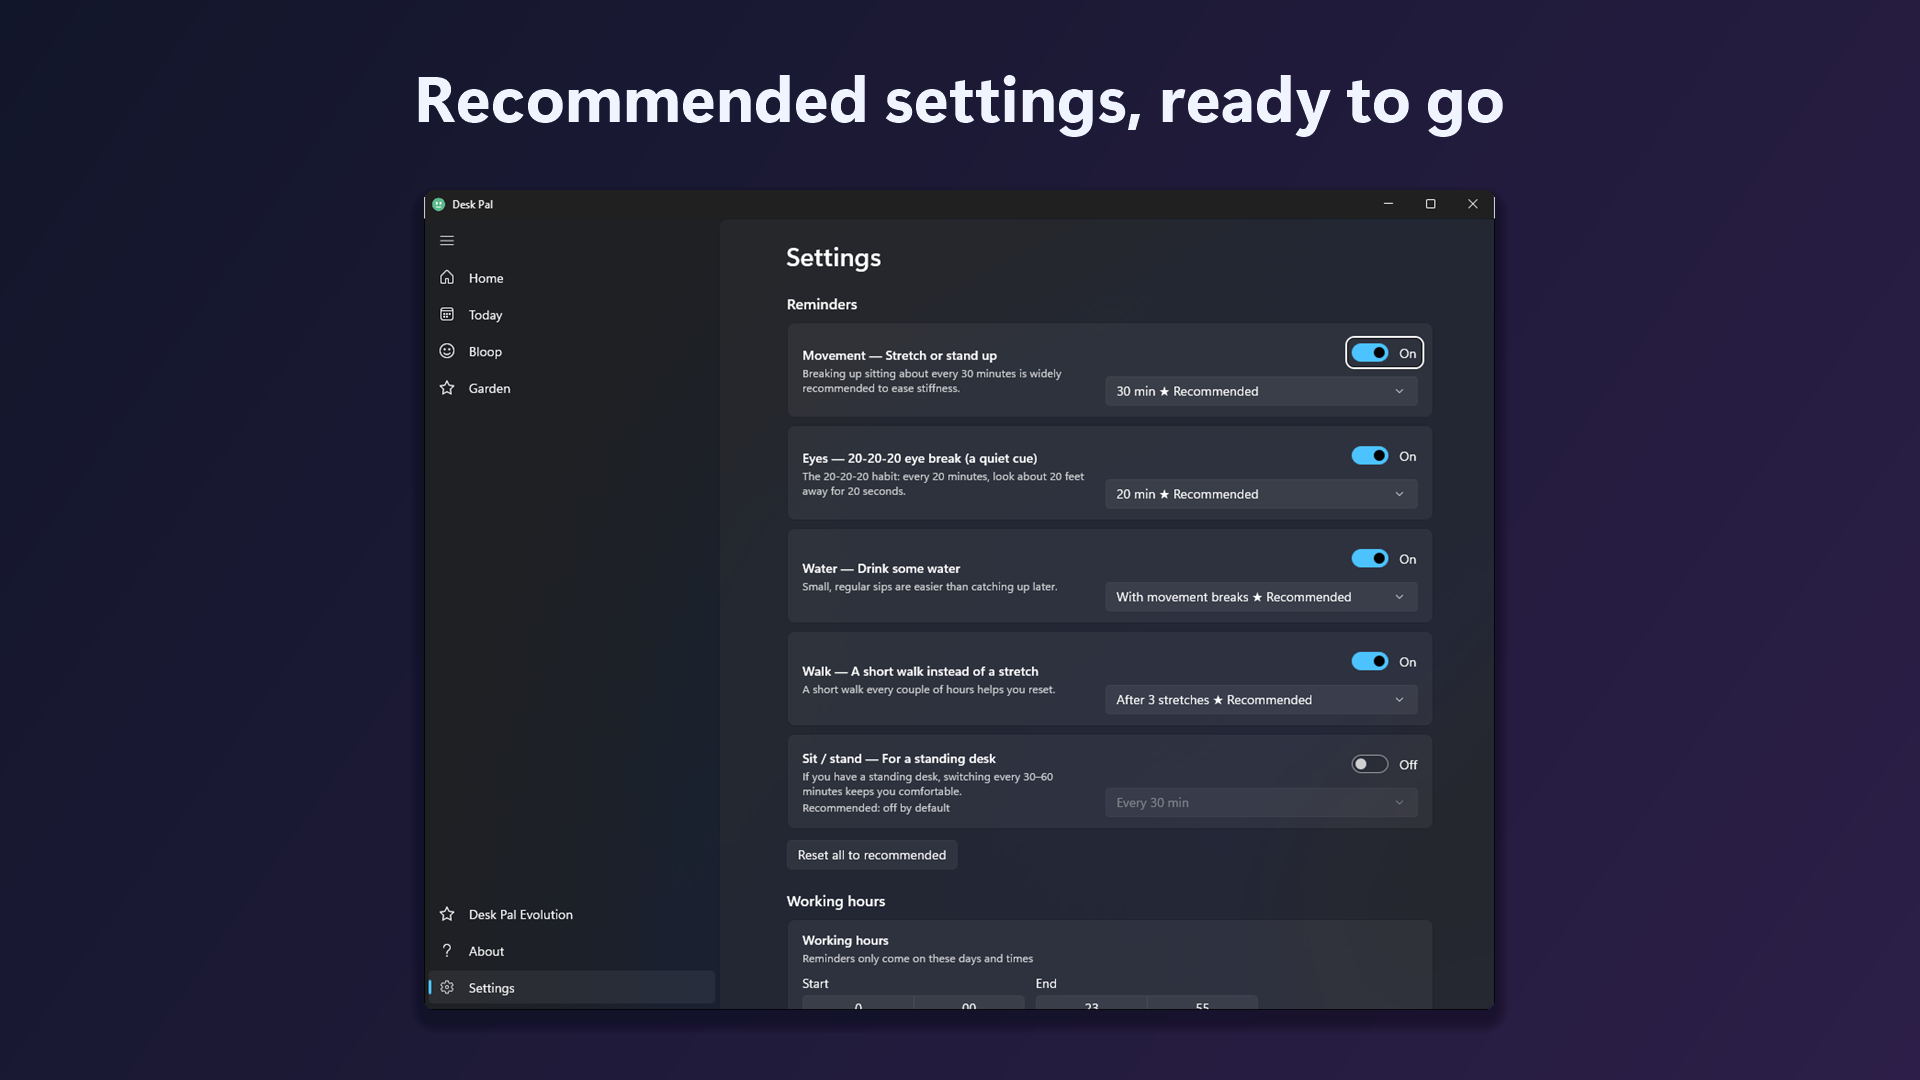 Recommended settings, ready to go
Desk Pal
Home
Today
Bloop
Garden
Desk Pal Evolution
? About
Settings
Settings
Reminders
Movement — Stretch or stand up
Breaking up sitting about every 30 minutes is widely
recommended to ease stiffness.
On
30 min ★ Recommended
Eyes — 20-20-20 eye break (a quiet cue)
The 20-20-20 habit: every 20 minutes, look about 20 feet
away for 20 seconds.
On
20 min ★ Recommended
Water — Drink some water
Small, regular sips are easier than catching up later.
On
With movement breaks ★ Recommended
Walk — A short walk instead of a stretch
A short walk every couple of hours helps you reset.
On
After 3 stretches ★ Recommended
Sit / stand — For a standing desk
If you have a standing desk, switching every 30–60
minutes keeps you comfortable.
Recommended: off by default
Off
Every 30 min
Reset all to recommended
Working hours
Working hours
Reminders only come on these days and times
Start End
0 00 23 55